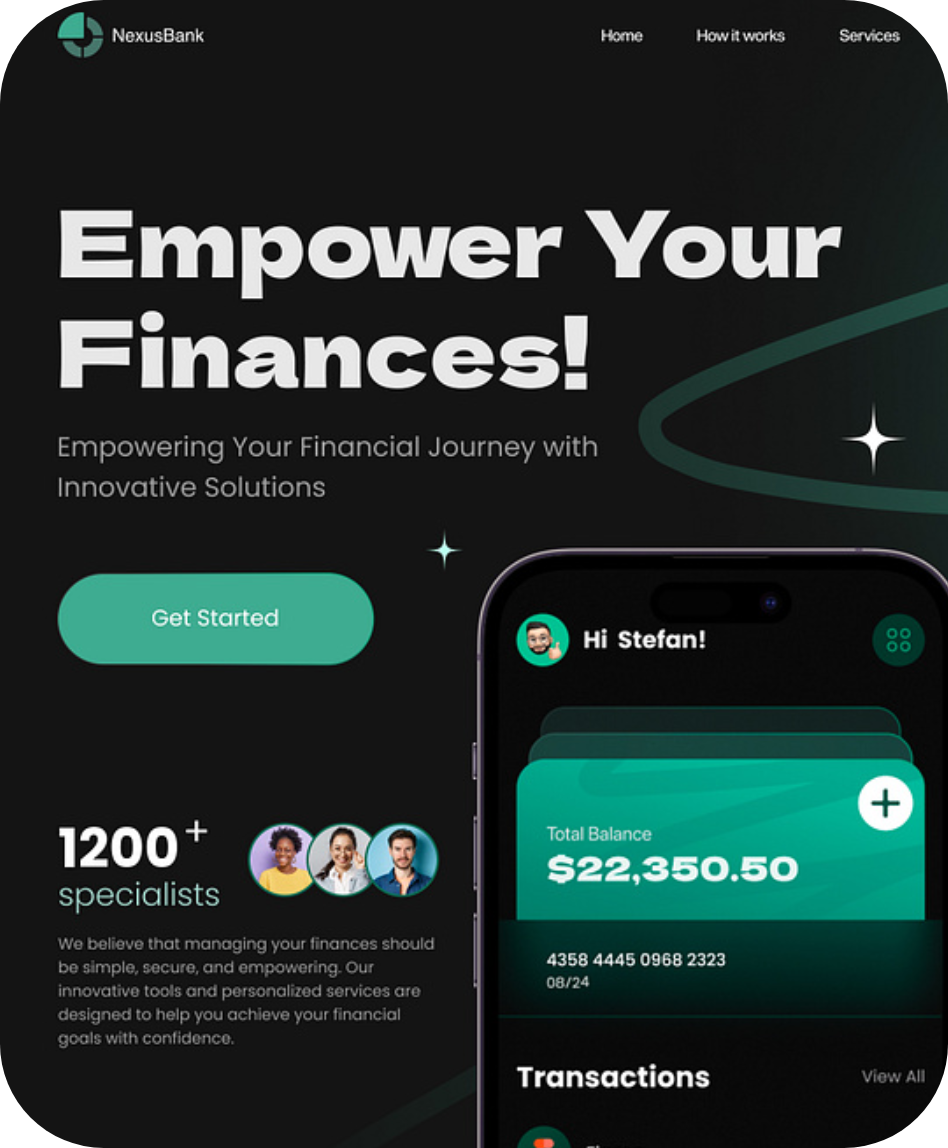 NexusBank
Home
How it works
Services
Empower Your
Finances!
Empowering Your Financial Journey with
Innovative Solutions
Get Started
1200+
specialists
We believe that managing your finances should
be simple, secure, and empowering. Our
innovative tools and personalized services are
designed to help you achieve your financial
goals with confidence.
Hi Stefan!
Total Balance
$22,350.50
4358 4445 0968 2323
08/24
Transactions
View All